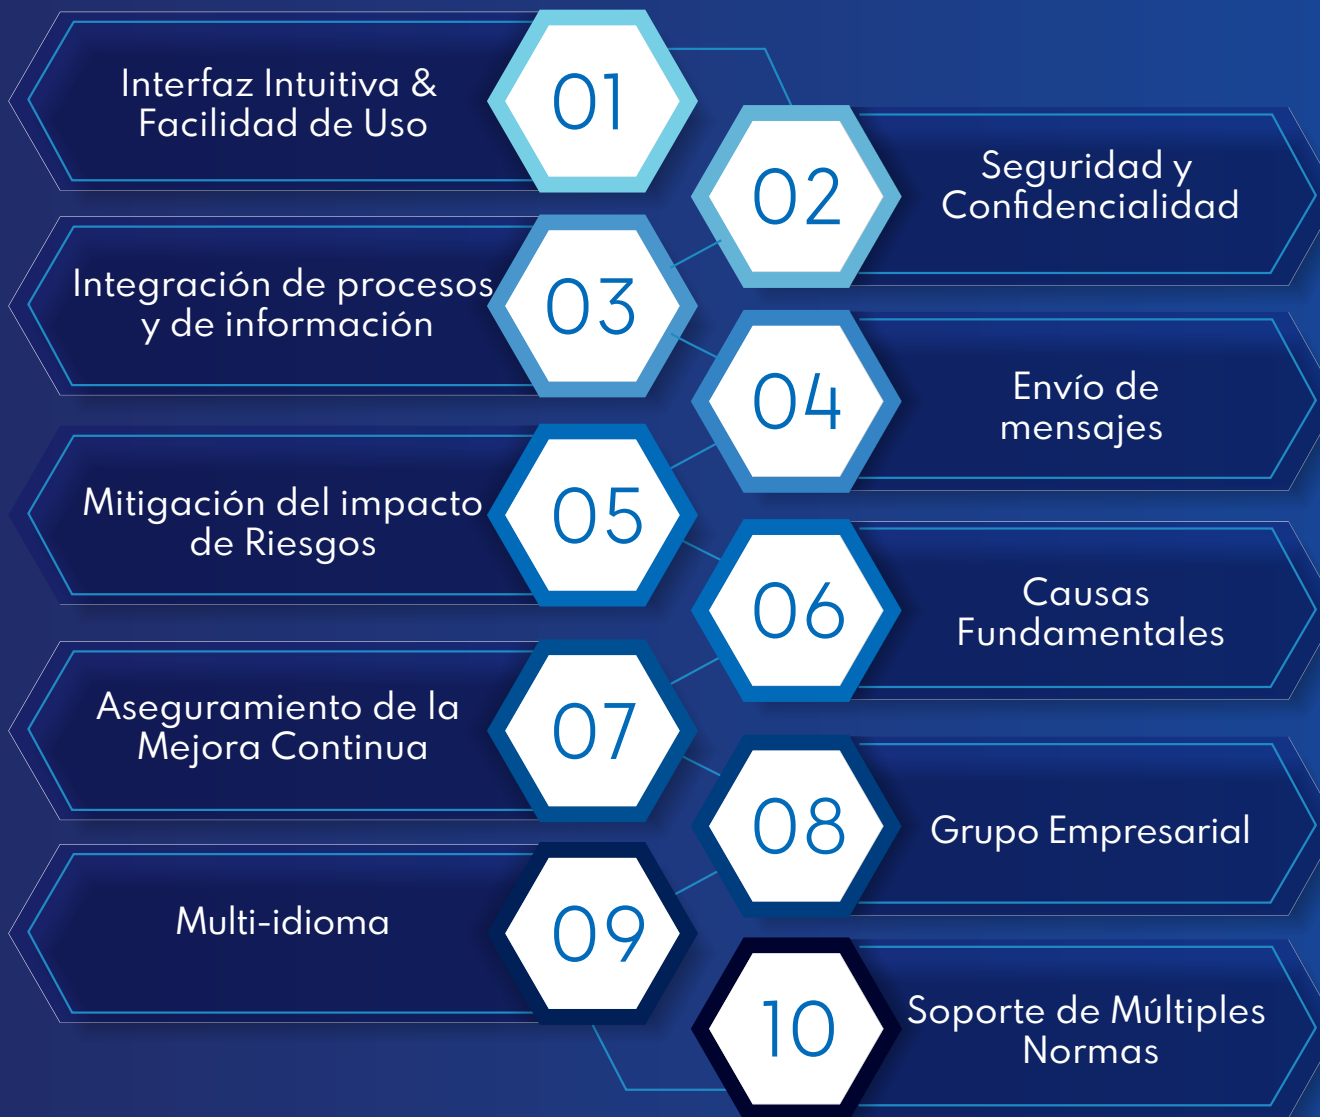 01
Interfaz Intuitiva &
Facilidad de Uso
02
Seguridad y
Confidencialidad
03
Integración de procesos
y de información
04
Envío de
mensajes
05
Mitigación del impacto
de Riesgos
06
Causas
Fundamentales
07
Aseguramiento de la
Mejora Continua
08
Grupo Empresarial
09
Multi-idioma
10
Soporte de Múltiples
Normas